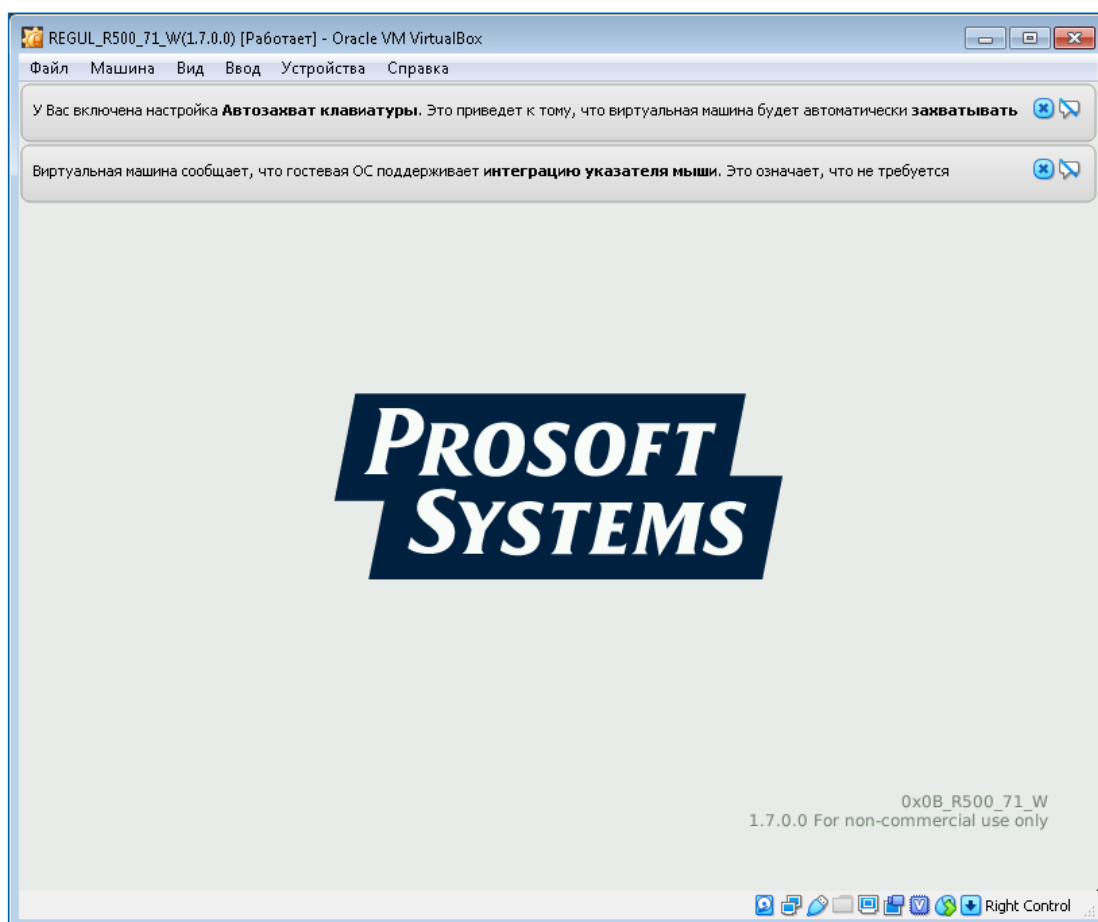 REGUL_R500_71_W(1.7.0.0) [Работает] - Oracle VM VirtualBox
Файл Машина Вид Ввод Устройства Справка
У Вас включена настройка Автозахват клавиатуры. Это приведет к тому, что виртуальная машина будет автоматически захватывать
Виртуальная машина сообщает, что гостевая ОС поддерживает интеграцию указателя мыши. Это означает, что не требуется
PROSOFT
SYSTEMS
0x0B_R500_71_W
1.7.0.0 For non-commercial use only
Right Control